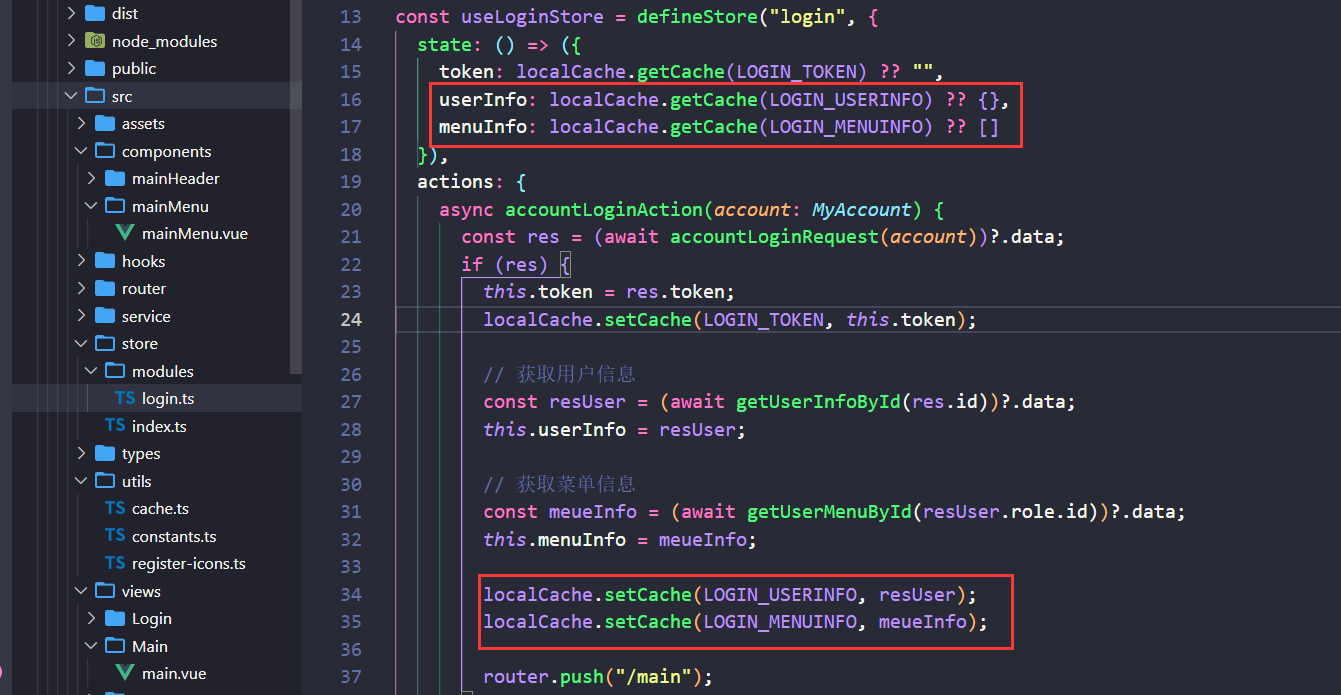 dist
node_modules
public
src
assets
components
mainHeader
mainMenu
mainMenu.vue
hooks
router
service
store
modules
TS login.ts
TS index.ts
types
utils
TS cache.ts
TS constants.ts
TS register-icons.ts
views
Login
Main
main.vue
13 const useLoginStore = defineStore("login", {
14 state: () => ({
15 token: localCache.getCache(LOGIN_TOKEN) ?? "",
16 userInfo: localCache.getCache(LOGIN_USERINFO) ?? {},
17 menuInfo: localCache.getCache(LOGIN_MENUINFO) ?? []
18 }),
19 actions: {
20 async accountLoginAction(account: MyAccount) {
21 const res = (await accountLoginRequest(account))?.data;
22 if (res) {
23 this.token = res.token;
24 localCache.setCache(LOGIN_TOKEN, this.token);
25
26 // 获取用户信息
27 const resUser = (await getUserInfoById(res.id))?.data;
28 this.userInfo = resUser;
29
30 // 获取菜单信息
31 const meueInfo = (await getUserMenuById(resUser.role.id))?.data;
32 this.menuInfo = meueInfo;
33
34 localCache.setCache(LOGIN_USERINFO, resUser);
35 localCache.setCache(LOGIN_MENUINFO, meueInfo);
36
37 router.push("/main");